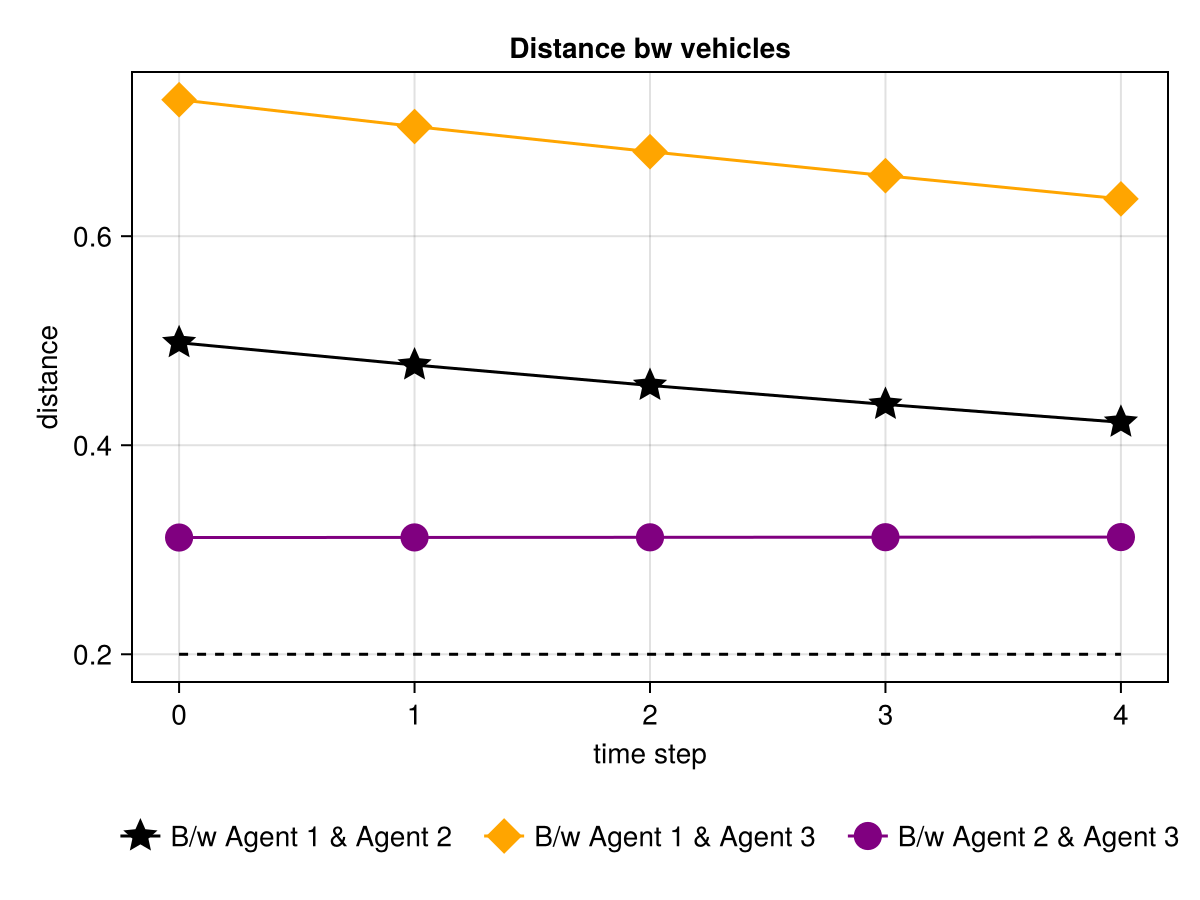 Distance bw vehicles
distance
0.6
0.4
0.2
0 1 2 3 4
time step
B/w Agent 1 & Agent 2 B/w Agent 1 & Agent 3 B/w Agent 2 & Agent 3